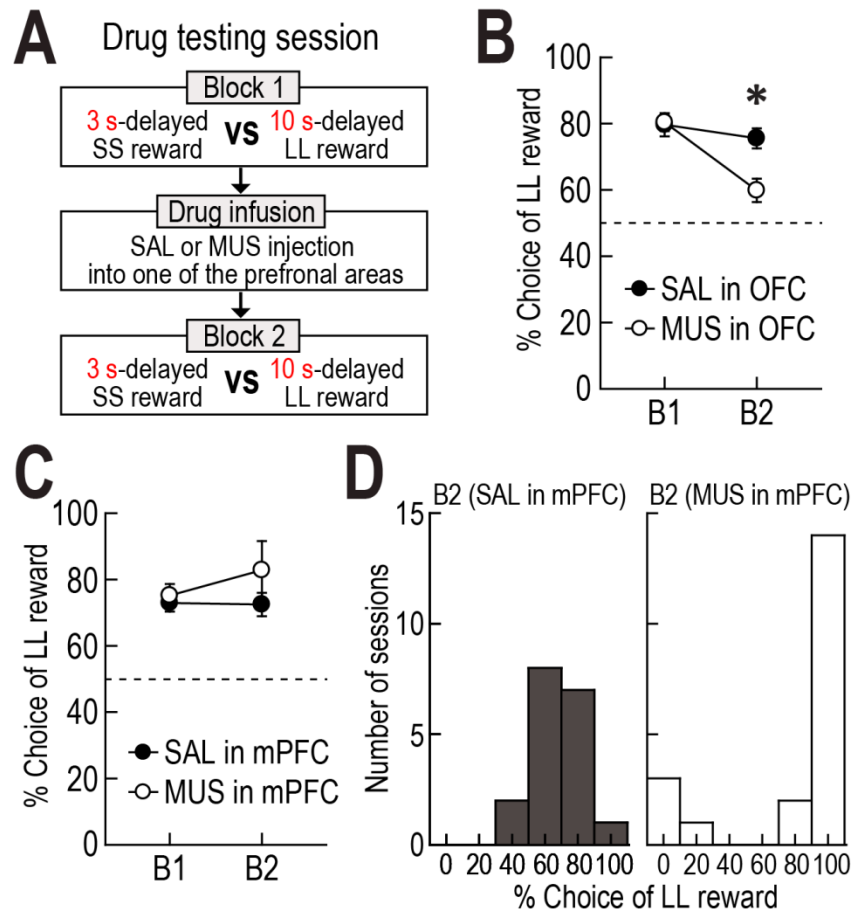 A
Drug testing session
Block 1
3 s-delayed SS reward
vs
10 s-delayed LL reward
Drug infusion
SAL or MUS injection
into one of the prefronal areas
Block 2
3 s-delayed SS reward
vs
10 s-delayed LL reward
B
% Choice of LL reward
100
80
60
40
20
0
*
SAL in OFC
MUS in OFC
B1 B2
C
% Choice of LL reward
100
80
60
40
20
0
SAL in mPFC
MUS in mPFC
B1 B2
D
B2 (SAL in mPFC)
B2 (MUS in mPFC)
Number of sessions
15
10
5
0
0 20 40 60 80 100
0 20 40 60 80 100
% Choice of LL reward